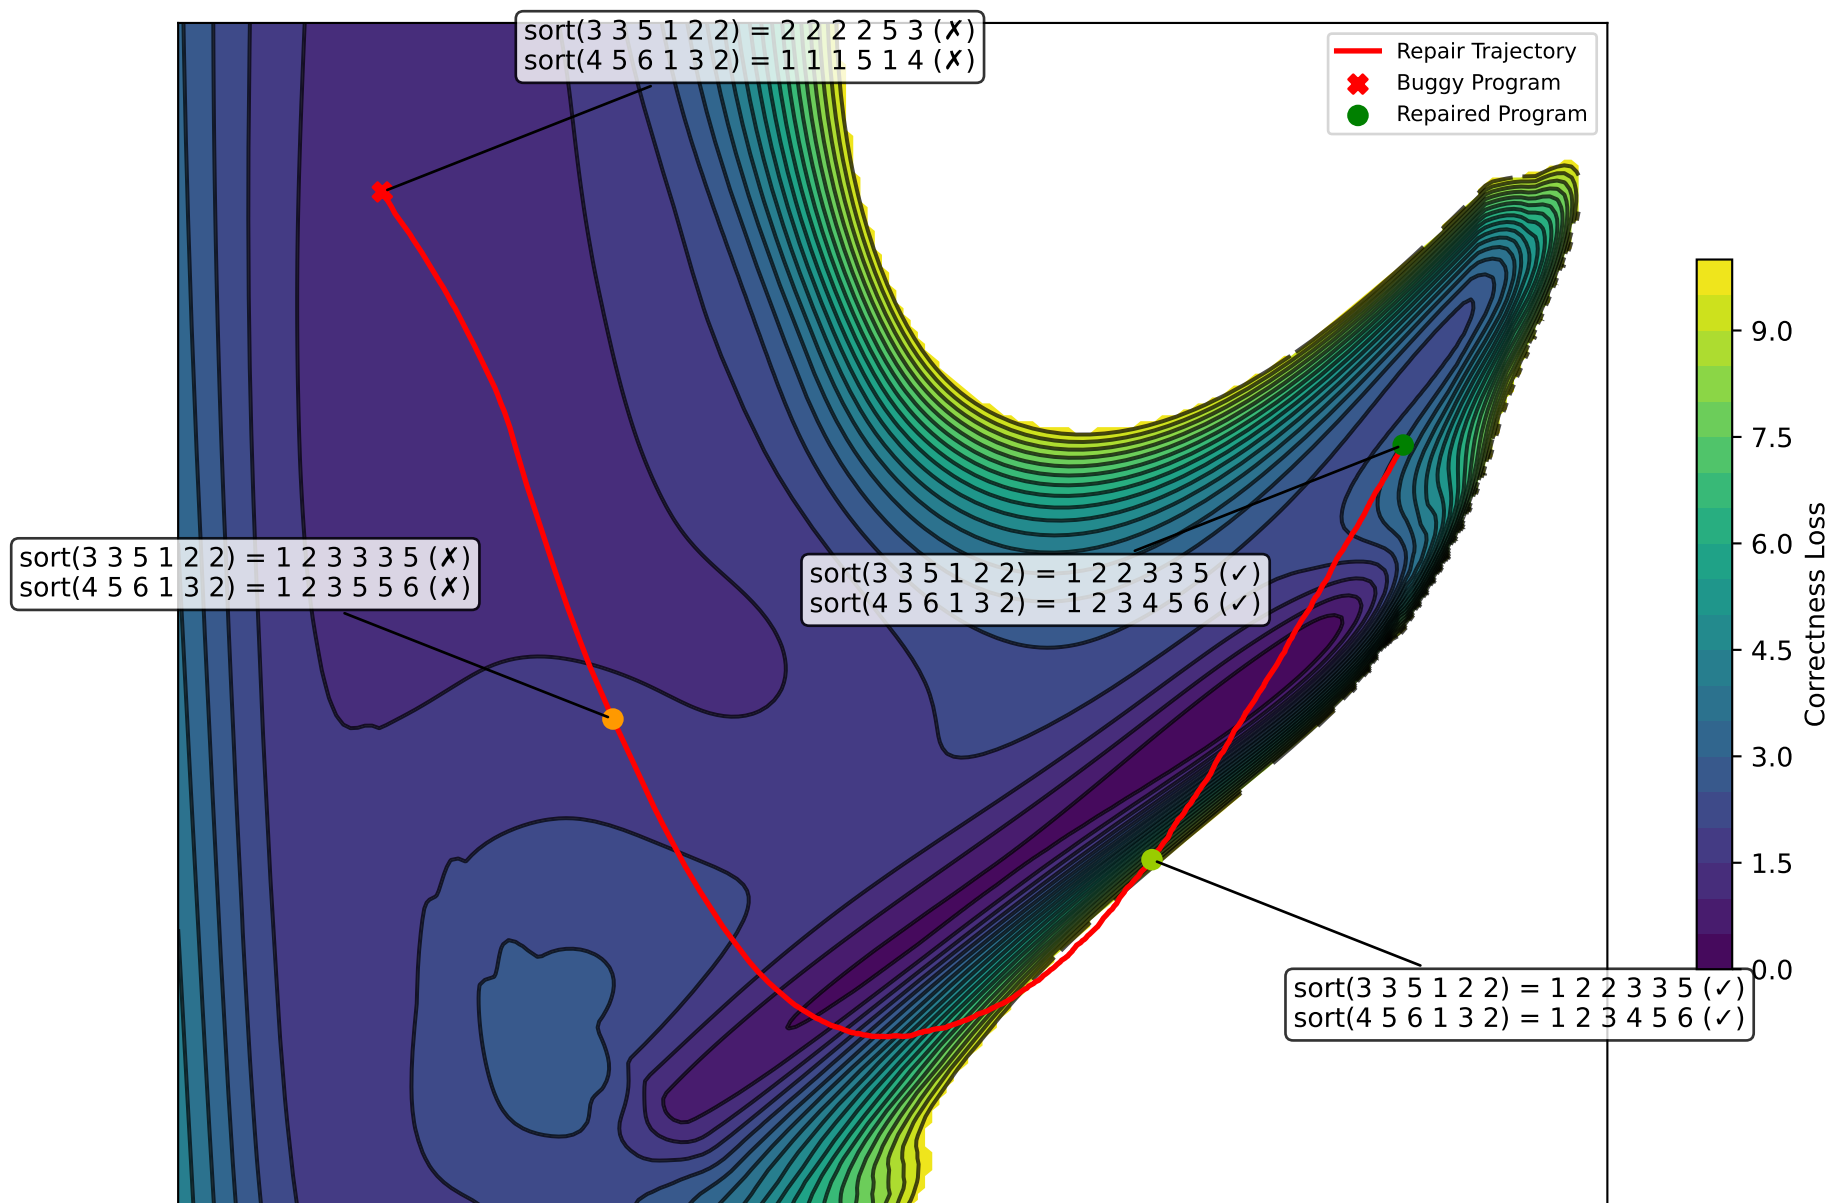 sort(3 3 5 1 2 2) = 2 2 2 2 5 3 (✗)
sort(4 5 6 1 3 2) = 1 1 1 5 1 4 (✗)
Repair Trajectory
Buggy Program
Repaired Program
sort(3 3 5 1 2 2) = 1 2 3 3 3 5 (✗)
sort(4 5 6 1 3 2) = 1 2 3 5 5 6 (✗)
sort(3 3 5 1 2 2) = 1 2 2 3 3 5 (✓)
sort(4 5 6 1 3 2) = 1 2 3 4 5 6 (✓)
sort(3 3 5 1 2 2) = 1 2 2 3 3 5 (✓)
sort(4 5 6 1 3 2) = 1 2 3 4 5 6 (✓)
9.0
7.5
6.0
4.5
3.0
1.5
0.0
Correctness Loss